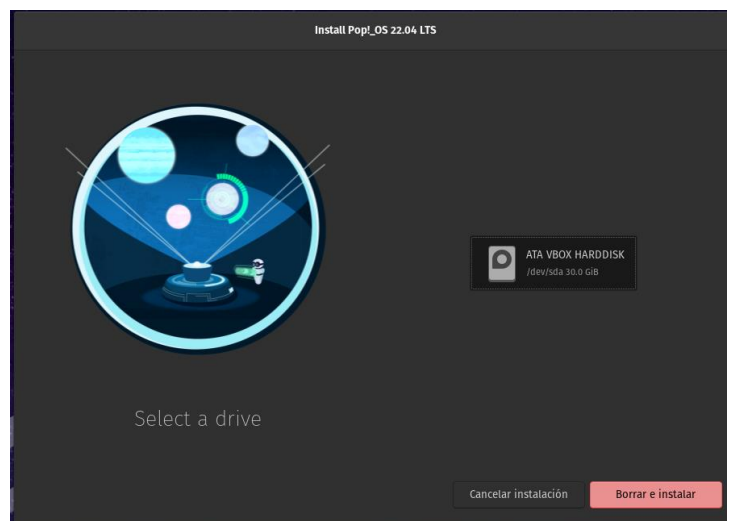 Install Pop!_OS 22.04 LTS
ATA VBOX HARDDISK
/dev/sda 30.0 GiB
Select a drive
Cancelar instalación
Borrar e instalar